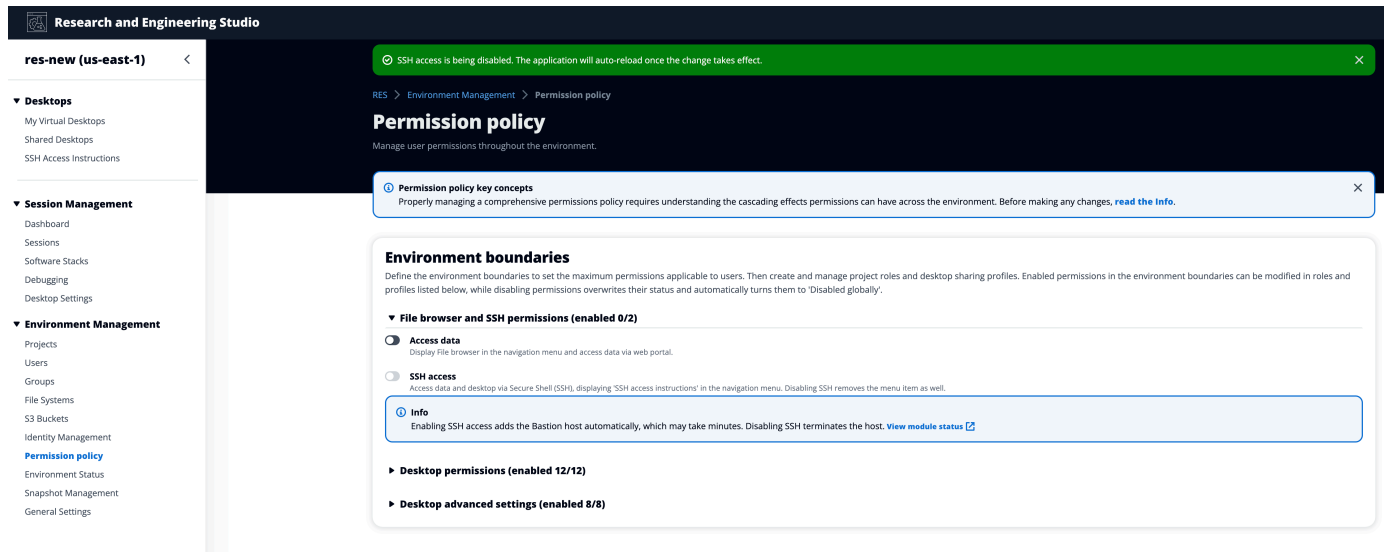 Research and Engineering Studio
res-new (us-east-1)
Desktops
My Virtual Desktops
Shared Desktops
SSH Access Instructions
Session Management
Dashboard
Sessions
Software Stacks
Debugging
Desktop Settings
Environment Management
Projects
Users
Groups
File Systems
S3 Buckets
Identity Management
Permission policy
Environment Status
Snapshot Management
General Settings
SSH access is being disabled. The application will auto-reload once the change takes effect.
RES > Environment Management > Permission policy
Permission policy
Manage user permissions throughout the environment.
Permission policy key concepts
Properly managing a comprehensive permissions policy requires understanding the cascading effects permissions can have across the environment. Before making any changes, read the Info.
Environment boundaries
Define the environment boundaries to set the maximum permissions applicable to users. Then create and manage project roles and desktop sharing profiles. Enabled permissions in the environment boundaries can be modified in roles and
profiles listed below, while disabling permissions overwrites their status and automatically turns them to 'Disabled globally'.
File browser and SSH permissions (enabled 0/2)
Access data
Display File browser in the navigation menu and access data via web portal.
SSH access
Access data and desktop via Secure Shell (SSH), displaying 'SSH access instructions' in the navigation menu. Disabling SSH removes the menu item as well.
Info
Enabling SSH access adds the Bastion host automatically, which may take minutes. Disabling SSH terminates the host. View module status
Desktop permissions (enabled 12/12)
Desktop advanced settings (enabled 8/8)